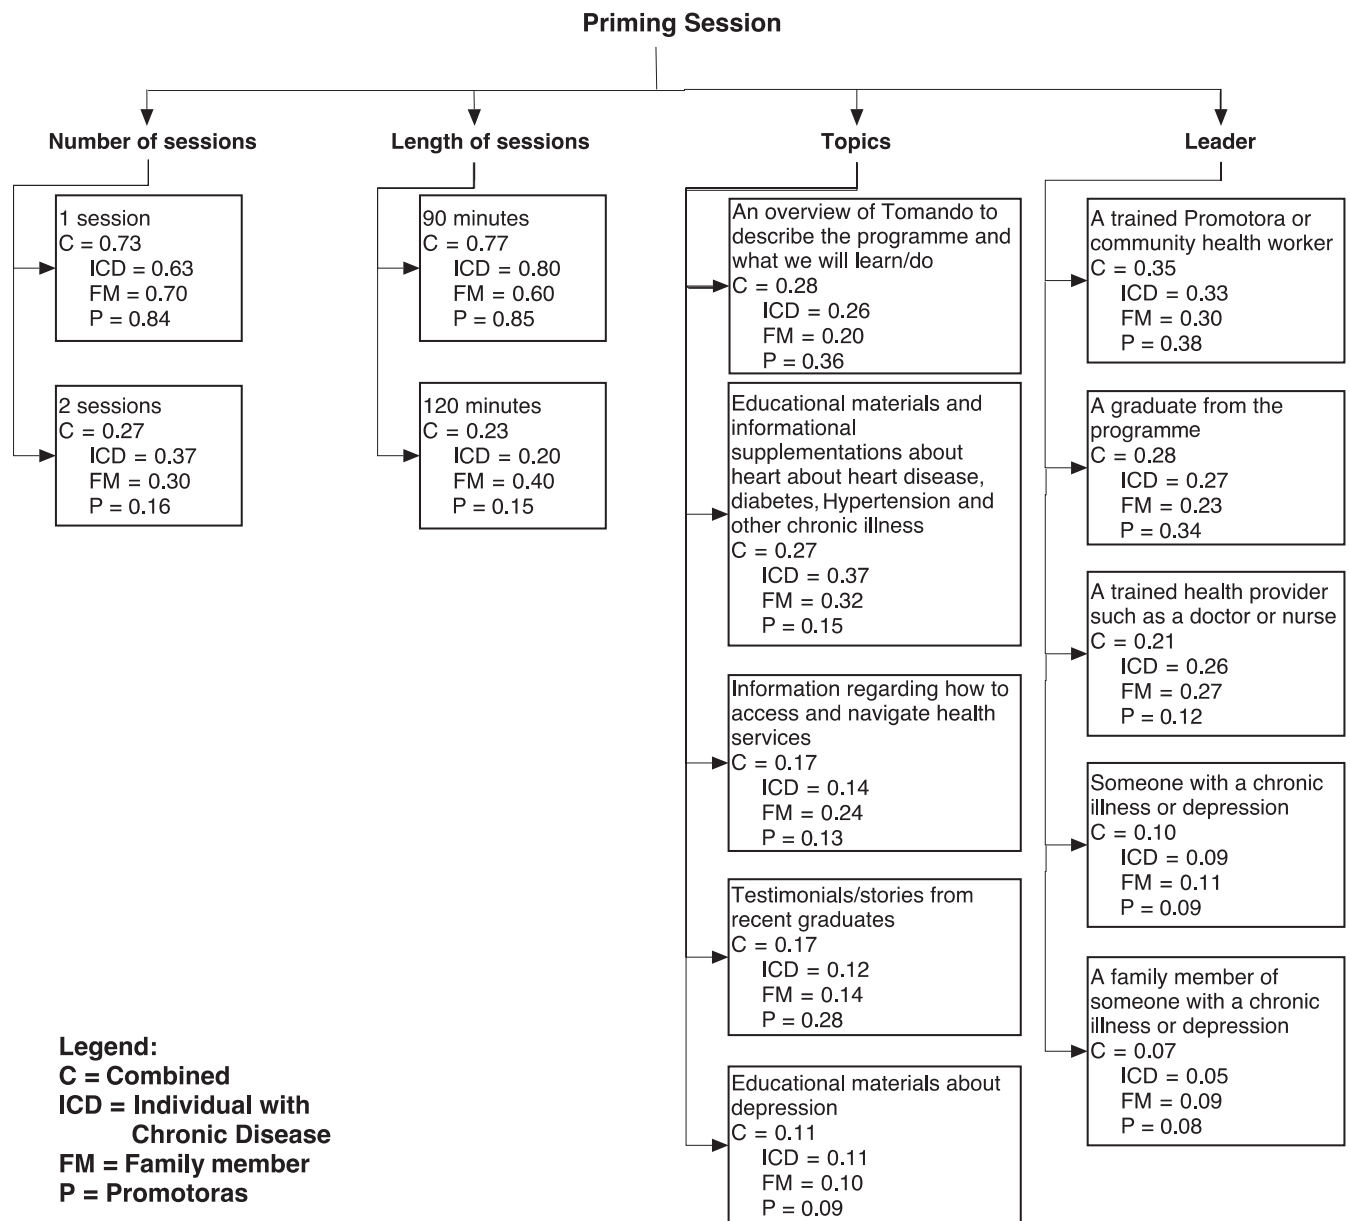 Priming Session
Number of sessions
1 session
C = 0.73
ICD = 0.63
FM = 0.70
P = 0.84
2 sessions
C = 0.27
ICD = 0.37
FM = 0.30
P = 0.16
Length of sessions
90 minutes
C = 0.77
ICD = 0.80
FM = 0.60
P = 0.85
120 minutes
C = 0.23
ICD = 0.20
FM = 0.40
P = 0.15
Topics
An overview of Tomando to
describe the programme and
what we will learn/do
C = 0.28
ICD = 0.26
FM = 0.20
P = 0.36
Educational materials and
informational
supplementations about
heart about heart disease,
diabetes, Hypertension and
other chronic illness
C = 0.27
ICD = 0.37
FM = 0.32
P = 0.15
Information regarding how to
access and navigate health
services
C = 0.17
ICD = 0.14
FM = 0.24
P = 0.13
Testimonials/stories from
recent graduates
C = 0.17
ICD = 0.12
FM = 0.14
P = 0.28
Educational materials about
depression
C = 0.11
ICD = 0.11
FM = 0.10
P = 0.09
Leader
A trained Promotora or
community health worker
C = 0.35
ICD = 0.33
FM = 0.30
P = 0.38
A graduate from the
programme
C = 0.28
ICD = 0.27
FM = 0.23
P = 0.34
A trained health provider
such as a doctor or nurse
C = 0.21
ICD = 0.26
FM = 0.27
P = 0.12
Someone with a chronic
illness or depression
C = 0.10
ICD = 0.09
FM = 0.11
P = 0.09
A family member of
someone with a chronic
illness or depression
C = 0.07
ICD = 0.05
FM = 0.09
P = 0.08
Legend:
C = Combined
ICD = Individual with
Chronic Disease
FM = Family member
P = Promotoras